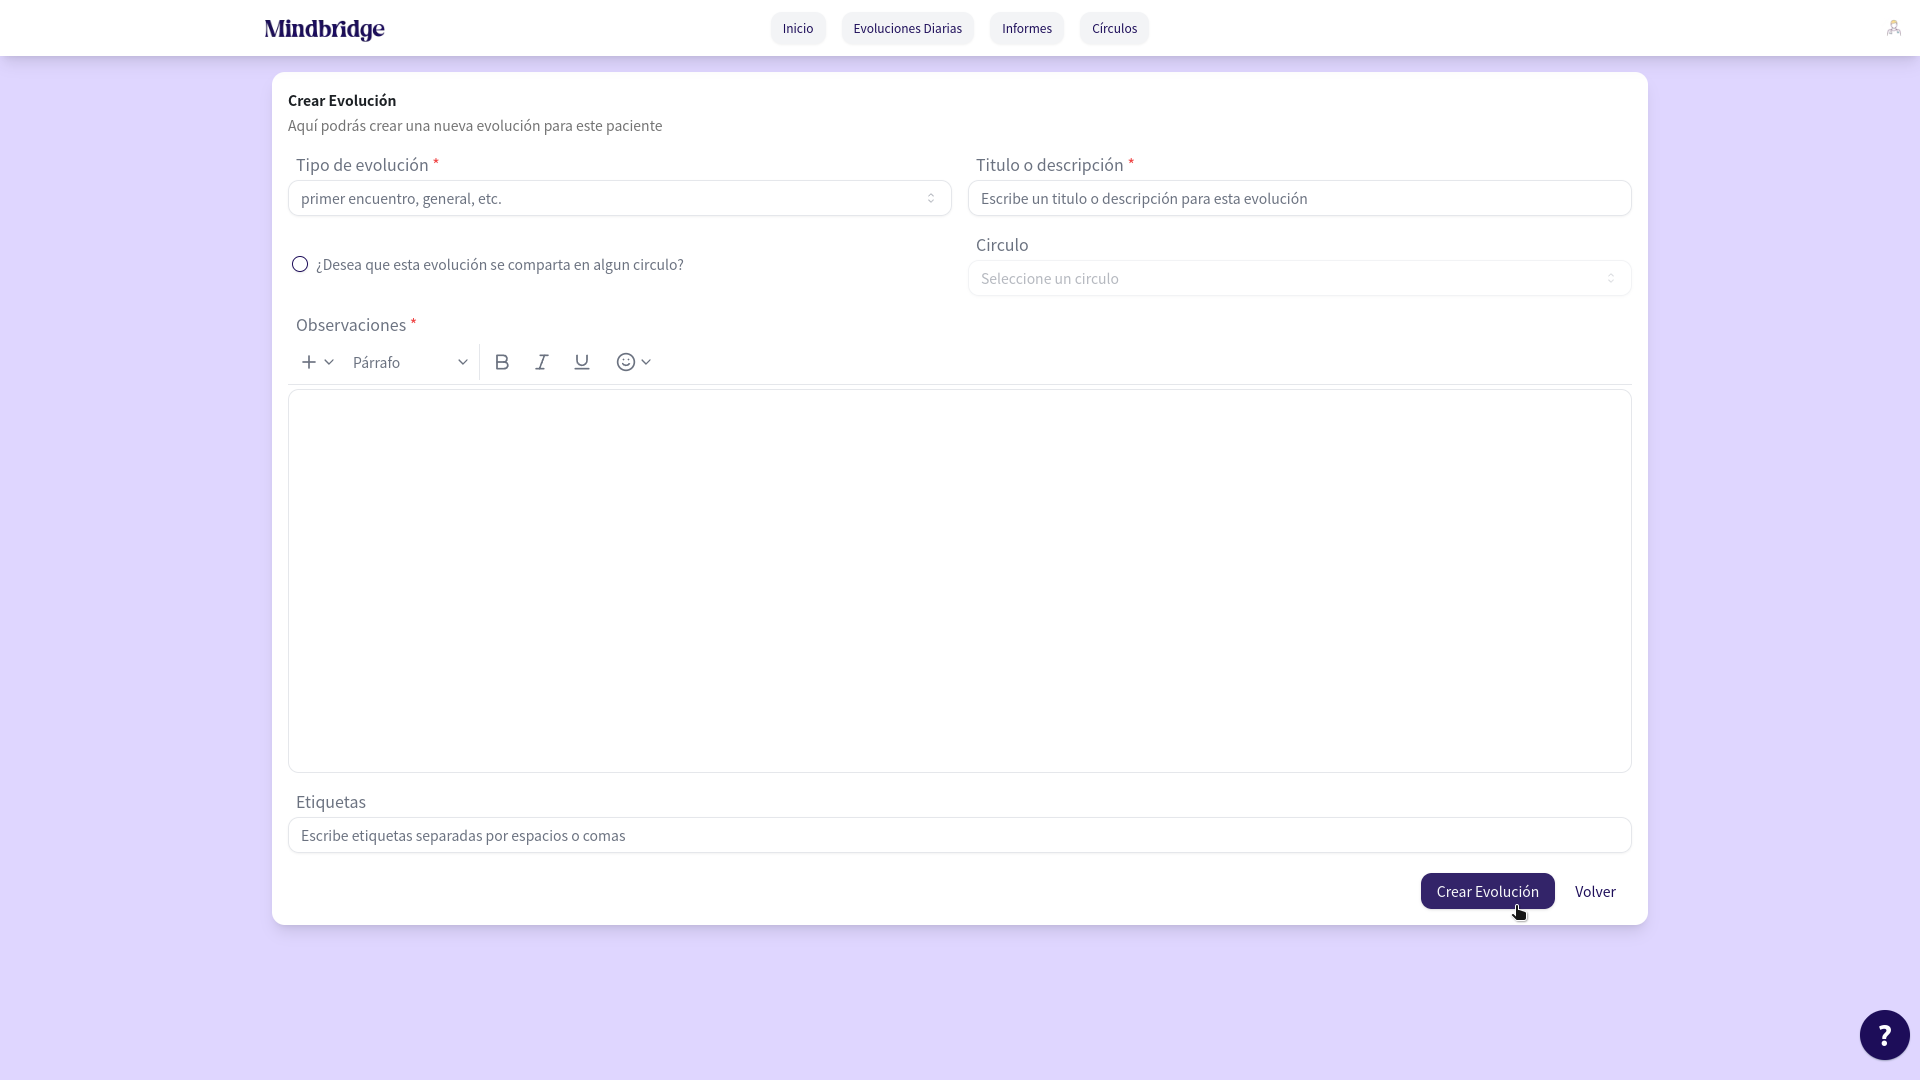 Mindbridge
Inicio
Evoluciones Diarias
Informes
Círculos
Crear Evolución
Aquí podrás crear una nueva evolución para este paciente
Tipo de evolución *
Titulo o descripción *
primer encuentro, general, etc.
Escribe un titulo o descripción para esta evolución
¿Desea que esta evolución se comparta en algun circulo?
Circulo
Seleccione un circulo
Observaciones *
Párrafo
Etiquetas
Escribe etiquetas separadas por espacios o comas
Crear Evolución
Volver
?